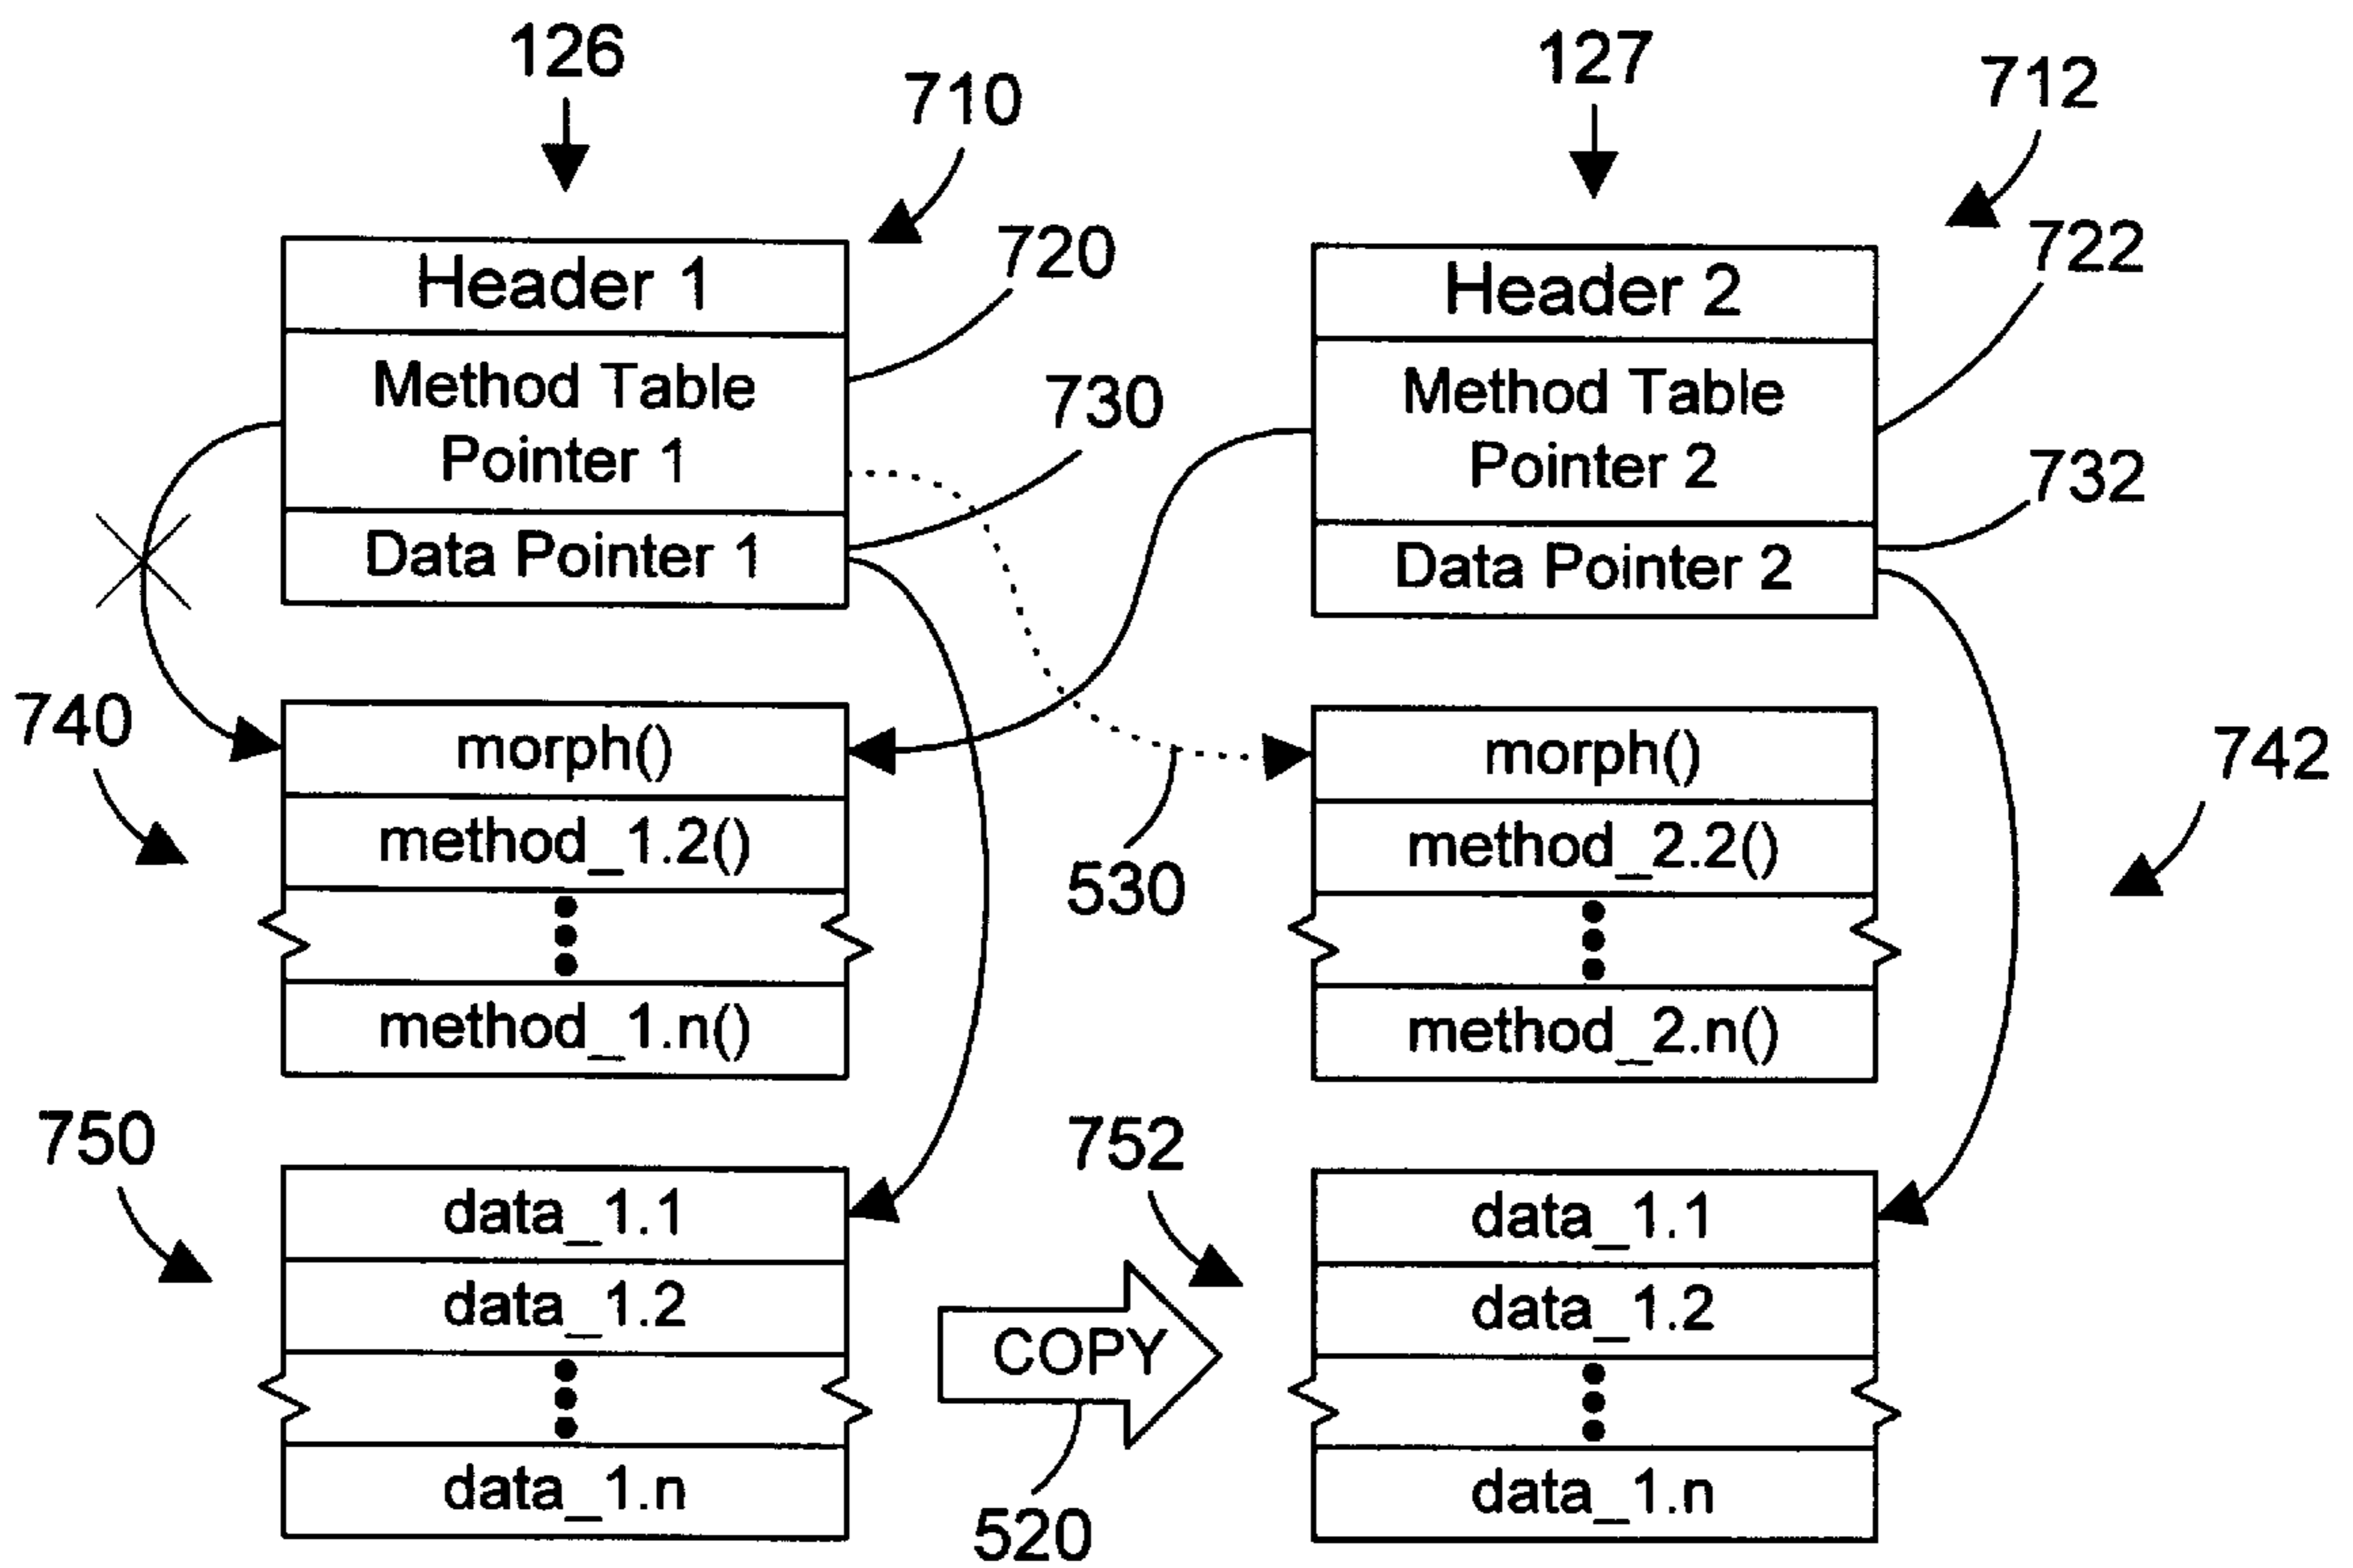 126
127
710
712
720
722
Header 1
Header 2
Method Table
Pointer 1
Method Table
Pointer 2
730
732
Data Pointer 1
Data Pointer 2
740
742
morph()
morph()
method_1.2()
method_2.2()
530
method_1.n()
method_2.n()
750
752
data_1.1
data_1.1
data_1.2
data_1.2
COPY
data_1.n
data_1.n
520